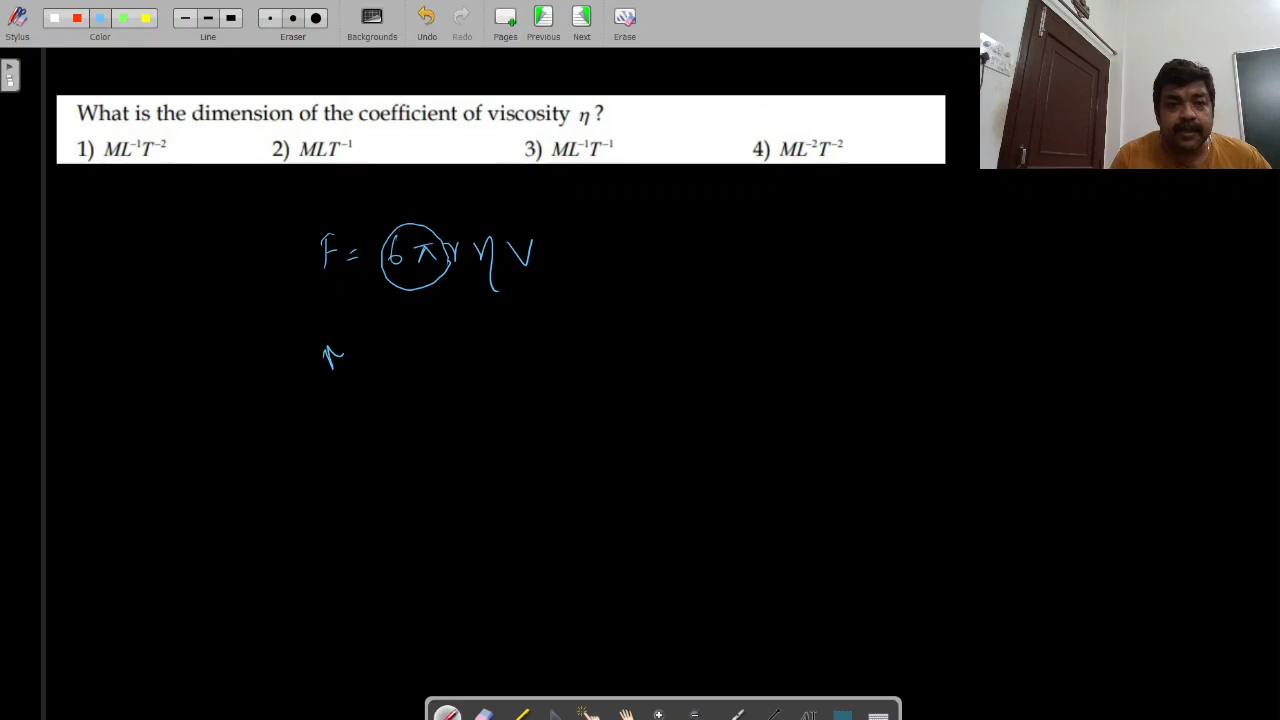 Stylus Color Line Eraser Backgrounds Undo Redo Pages Previous Next Erase
What is the dimension of the coefficient of viscosity η ?
1) ML⁻¹T⁻² 2) MLT⁻¹ 3) ML⁻¹T⁻¹ 4) ML⁻²T⁻²
F = 6 π r η v